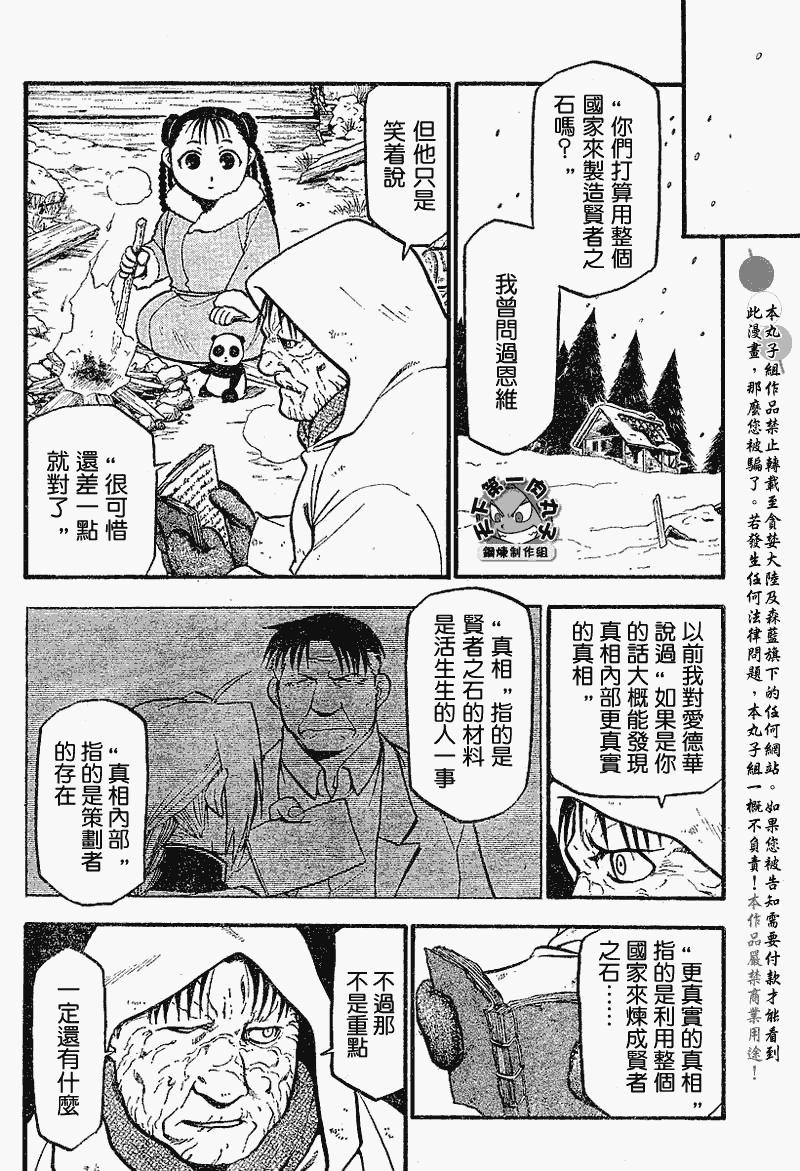 “你們打算用整個
國家來製造賢者之
石嗎？”
我曾問過恩維
但他只是
笑着說
“很可惜
還差一點
就對了”
天下第一肉丸子
鋼煉制作組
以前我對愛德華
說過“如果是你
的話大概能發現
真相內部更真實
的真相”
“真相”指的是
賢者之石的材料
是活生生的人一事
“真相內部”
指的是策劃者
的存在
“更真實的真相”
指的是利用整個
國家來煉成賢者
之石……
不過那
不是重點
一定還有什麼
本丸子組作品禁止轉載至貪婪大陸及森藍旗下的任何網站。如果您被告知需要付款才能看到
此漫畫，那麼您被騙了。若發生任何法律問題，本丸子組一概不負責！本作品嚴禁商業用途！